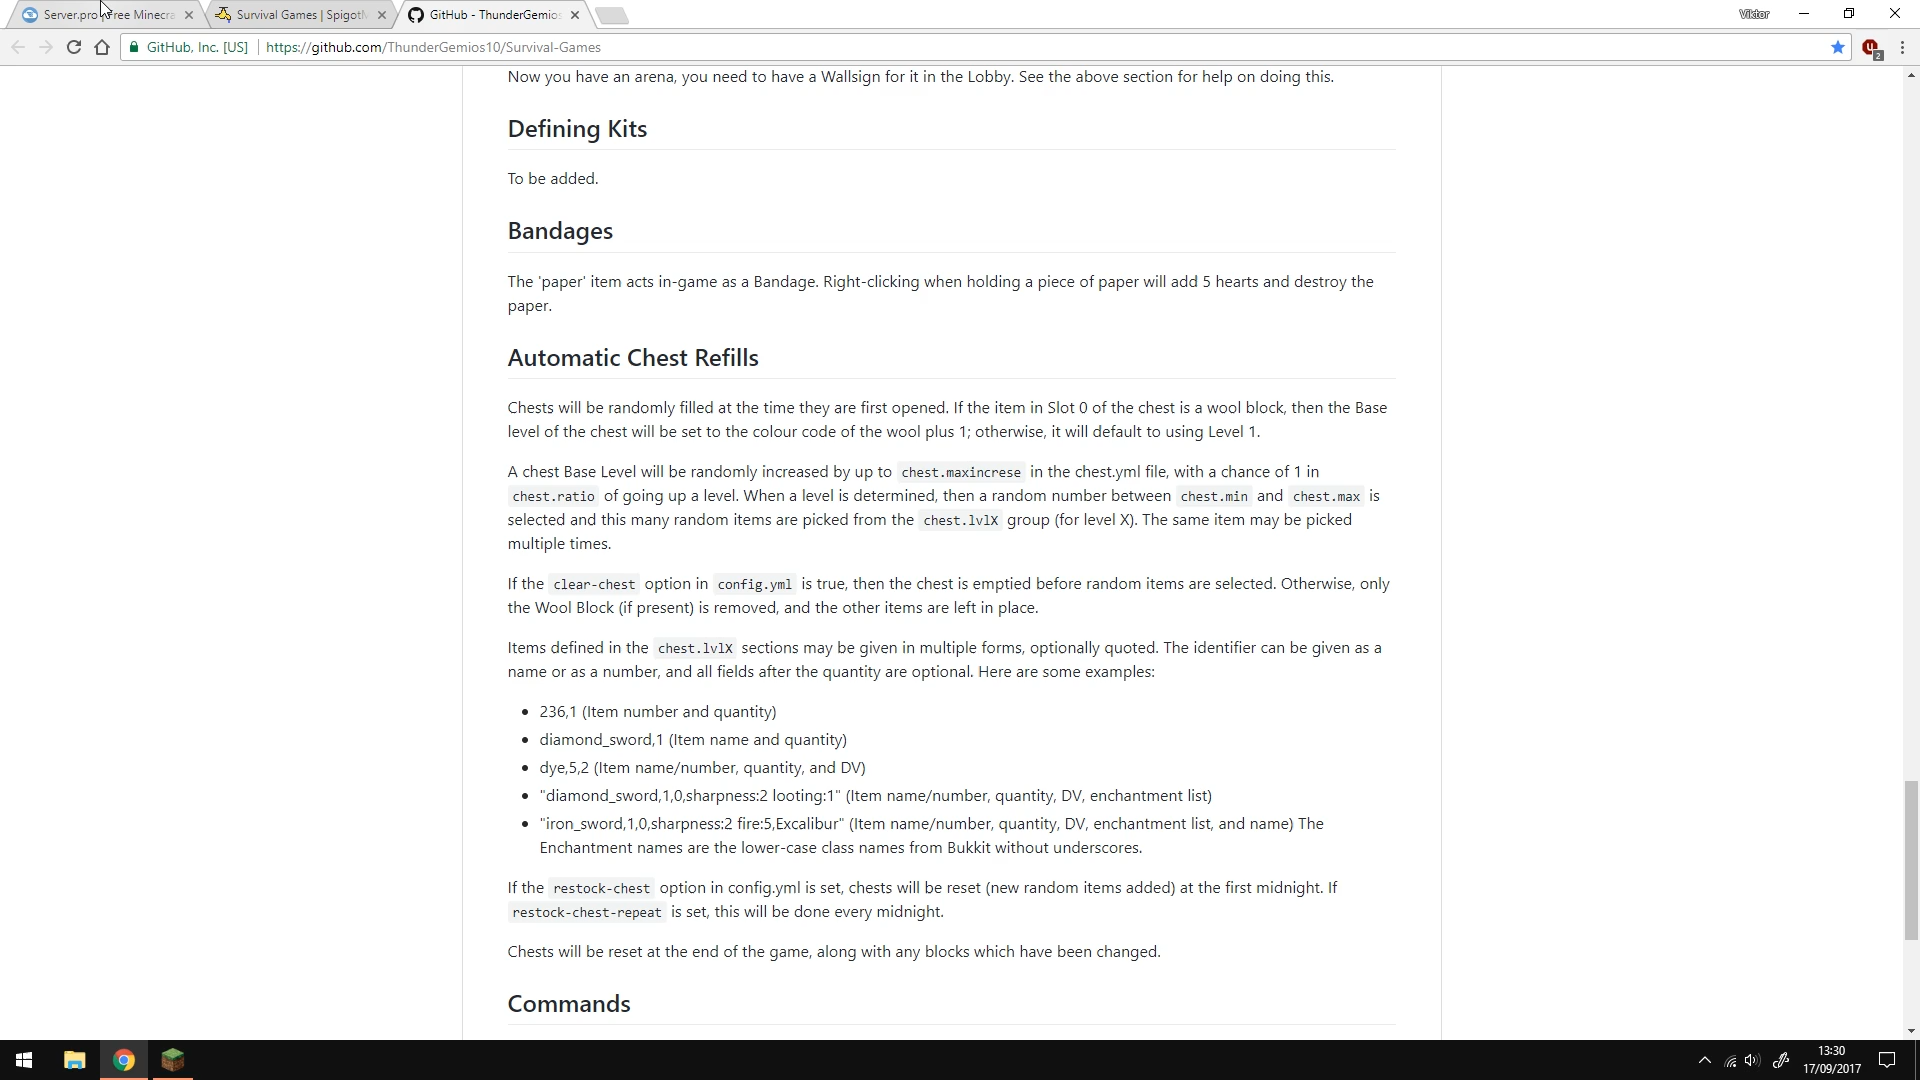 Server.pro | Free Minecra
Survival Games | SpigotM
GitHub - ThunderGemios
Viktor
GitHub, Inc. [US]
https://github.com/ThunderGemios10/Survival-Games
2
Now you have an arena, you need to have a Wallsign for it in the Lobby. See the above section for help on doing this.
Defining Kits
To be added.
Bandages
The 'paper' item acts in-game as a Bandage. Right-clicking when holding a piece of paper will add 5 hearts and destroy the
paper.
Automatic Chest Refills
Chests will be randomly filled at the time they are first opened. If the item in Slot 0 of the chest is a wool block, then the Base
level of the chest will be set to the colour code of the wool plus 1; otherwise, it will default to using Level 1.
A chest Base Level will be randomly increased by up to chest.maxincrese in the chest.yml file, with a chance of 1 in
chest.ratio of going up a level. When a level is determined, then a random number between chest.min and chest.max is
selected and this many random items are picked from the chest.lvlX group (for level X). The same item may be picked
multiple times.
If the clear-chest option in config.yml is true, then the chest is emptied before random items are selected. Otherwise, only
the Wool Block (if present) is removed, and the other items are left in place.
Items defined in the chest.lvlX sections may be given in multiple forms, optionally quoted. The identifier can be given as a
name or as a number, and all fields after the quantity are optional. Here are some examples:
• 236,1 (Item number and quantity)
• diamond_sword,1 (Item name and quantity)
• dye,5,2 (Item name/number, quantity, and DV)
• "diamond_sword,1,0,sharpness:2 looting:1" (Item name/number, quantity, DV, enchantment list)
• "iron_sword,1,0,sharpness:2 fire:5,Excalibur" (Item name/number, quantity, DV, enchantment list, and name) The
Enchantment names are the lower-case class names from Bukkit without underscores.
If the restock-chest option in config.yml is set, chests will be reset (new random items added) at the first midnight. If
restock-chest-repeat is set, this will be done every midnight.
Chests will be reset at the end of the game, along with any blocks which have been changed.
Commands
13:30
17/09/2017